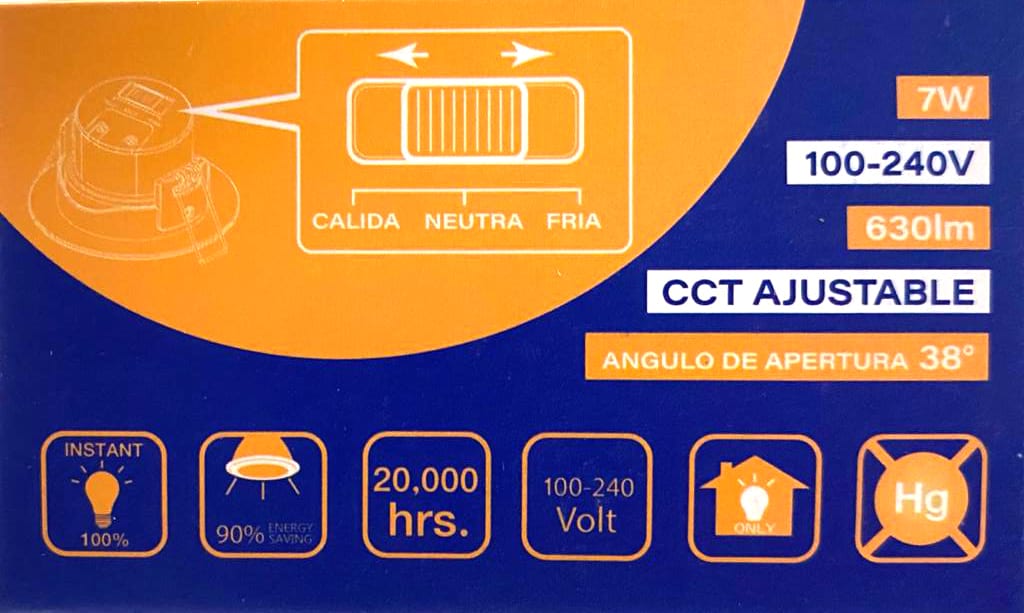 CALIDA NEUTRA FRIA
7W
100-240V
630lm
CCT AJUSTABLE
ANGULO DE APERTURA 38°
INSTANT
100%
90% ENERGY
SAVING
20,000
hrs.
100-240
Volt
ONLY
Hg